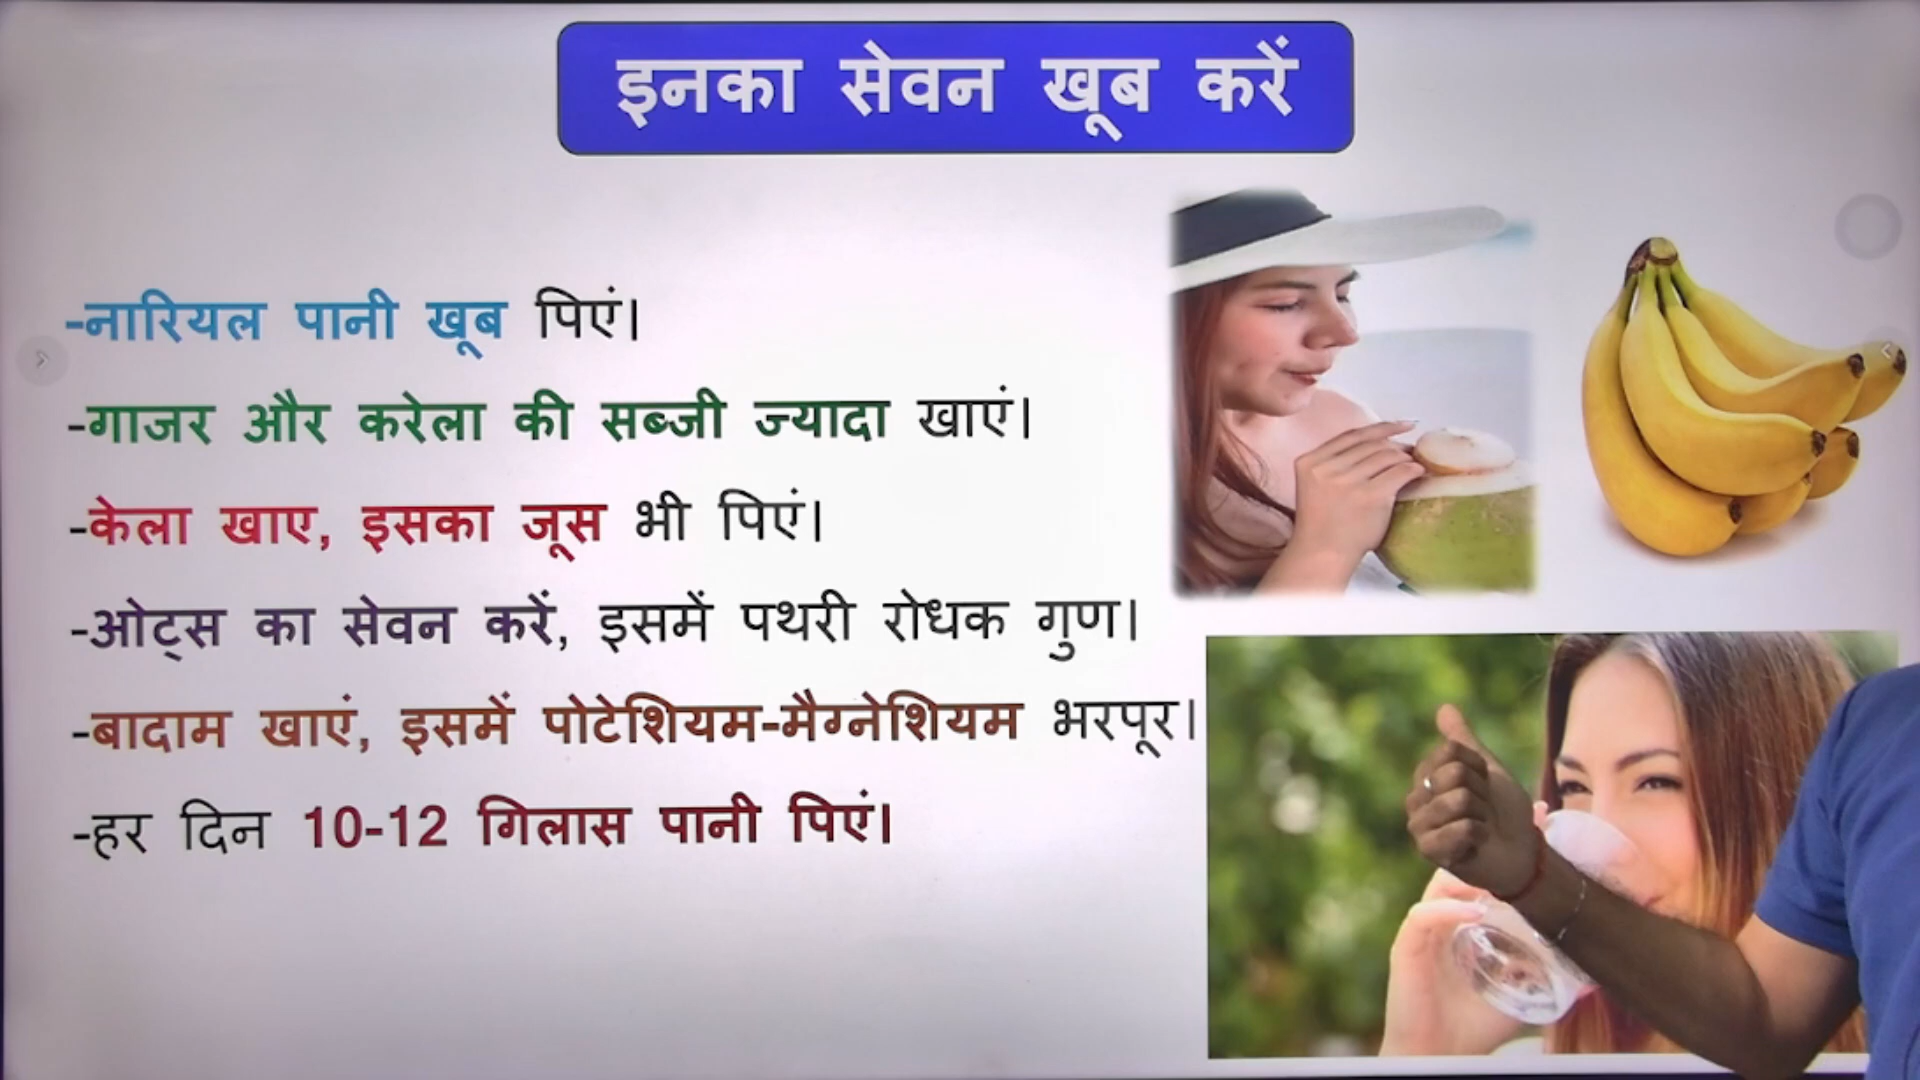 इनका सेवन खूब करें
-नारियल पानी खूब पिएं।
-गाजर और करेला की सब्जी ज्यादा खाएं।
-केला खाए, इसका जूस भी पिएं।
-ओट्स का सेवन करें, इसमें पथरी रोधक गुण।
-बादाम खाएं, इसमें पोटेशियम-मैग्नेशियम भरपूर।
-हर दिन 10-12 गिलास पानी पिएं।